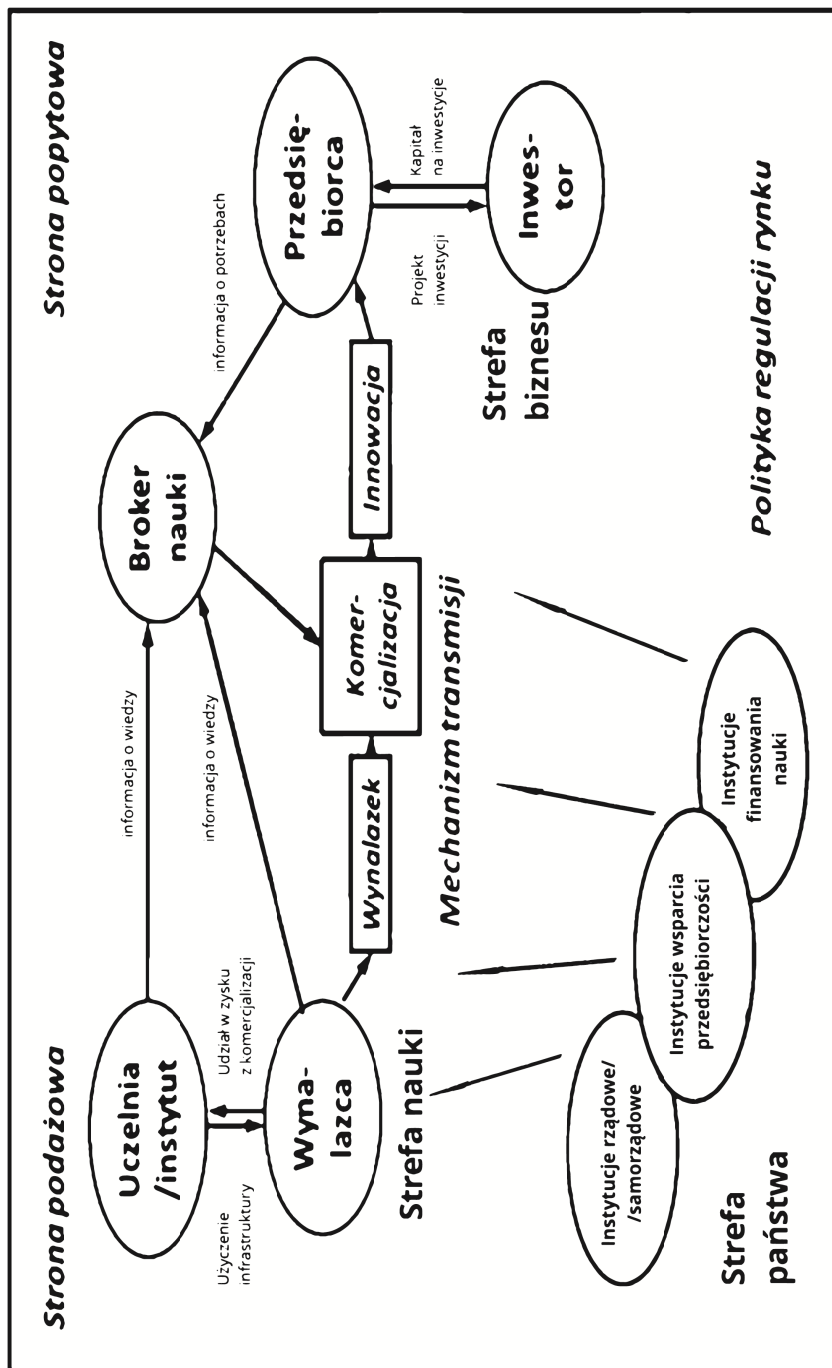 Strona podażowa
Strona popytowa
Uczelnia
/instytut
informacja o wiedzy
Broker
nauki
informacja o potrzebach
Przedsię-
biorca
Użyczenie
infrastruktury
Udział w zysku
z komercjalizacji
informacja o wiedzy
Wyna-
lazca
Wynalazek
Komer-
cjalizacja
Innowacja
Projekt
inwestycji
Kapitał
na inwestycje
Strefa nauki
Mechanizm transmisji
Strefa
biznesu
Inwes-
tor
Instytucje rządowe/
/samorządowe
Instytucje wsparcia
przedsiębiorczości
Instytucje
finansowania
nauki
Strefa
państwa
Polityka regulacji rynku